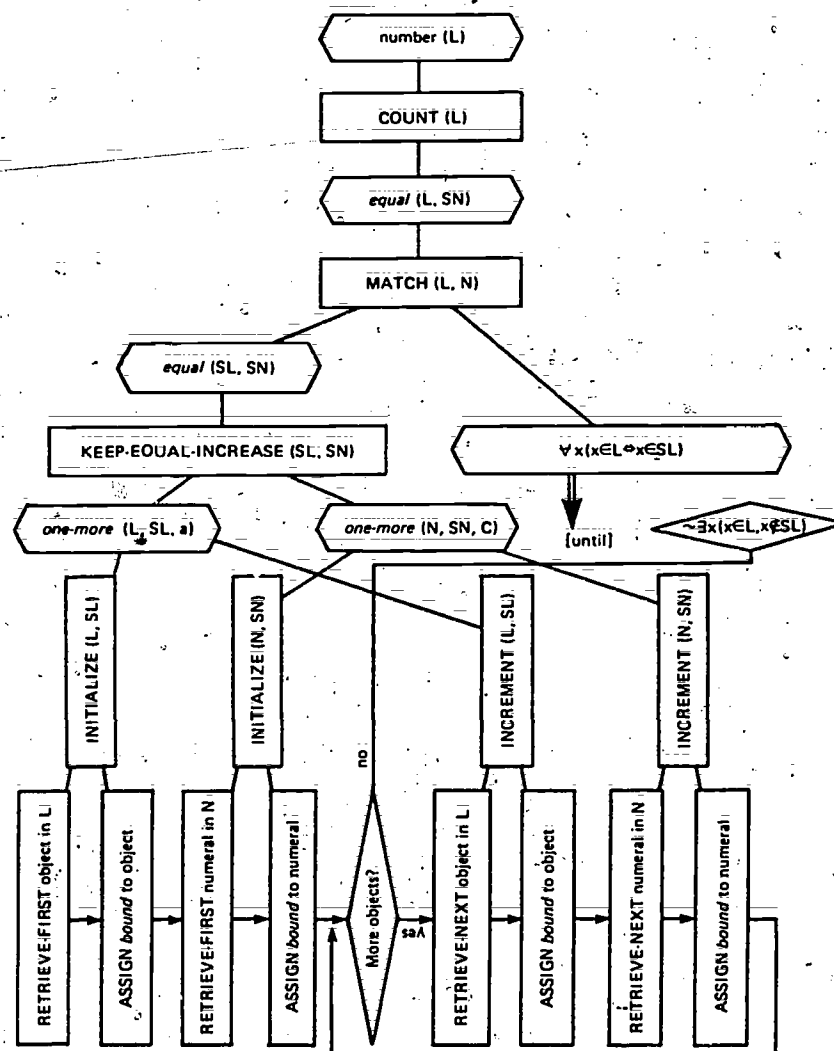 number (L)
COUNT (L)
equal (L, SN)
MATCH (L, N)
equal (SL, SN)
KEEP-EQUAL-INCREASE (SL, SN)
∀ x(x∈L⇔x∈SL)
one-more (L, SL, a)
one-more (N, SN, C)
[until]
~∃x(x∈L,x∉SL)
INITIALIZE (L, SL)
INITIALIZE (N, SN)
INCREMENT (L, SL)
INCREMENT (N, SN)
no
RETRIEVE-FIRST object in L
ASSIGN bound to object
RETRIEVE-FIRST numeral in N
ASSIGN bound to numeral
More objects?
yes
RETRIEVE-NEXT object in L
ASSIGN bound to object
RETRIEVE-NEXT numeral in N
ASSIGN bound to numeral